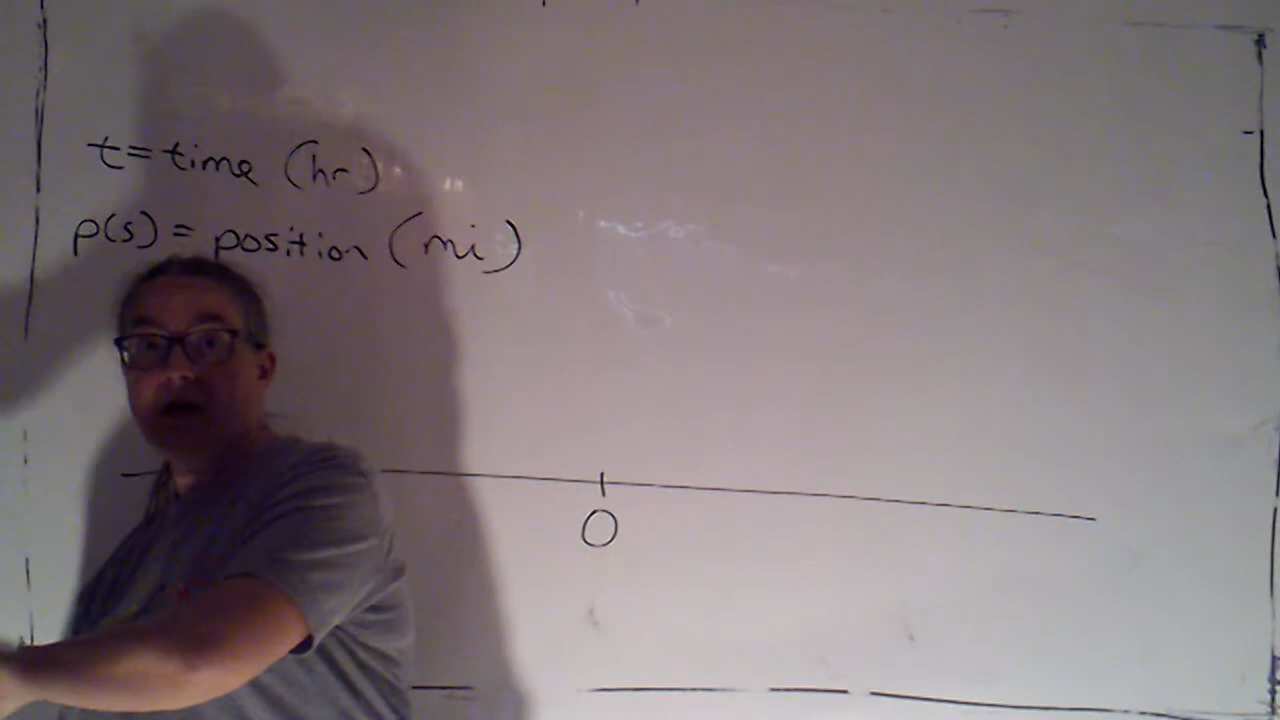 t=time (hr)
p(s) = position (mi)
0